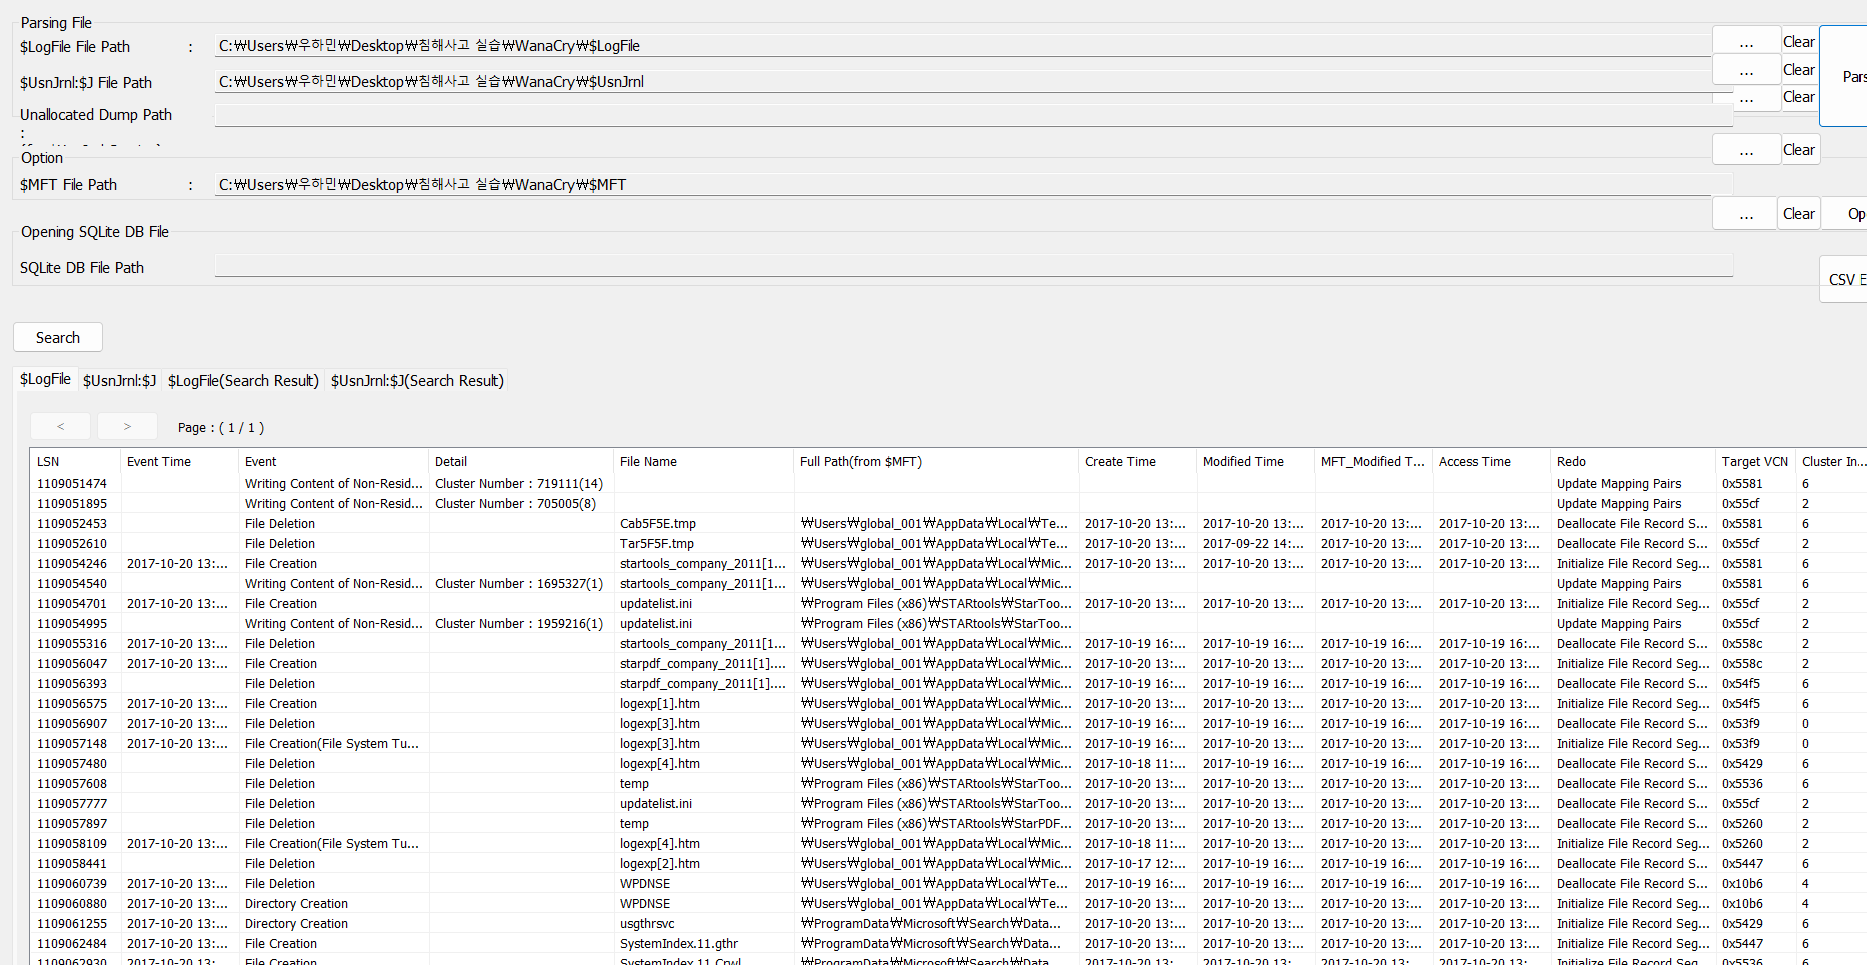 Parsing File
$LogFile File Path : C:₩Users₩우하민₩Desktop₩침해사고 실습₩WanaCry₩$LogFile ... Clear
$UsnJrnl:$J File Path C:₩Users₩우하민₩Desktop₩침해사고 실습₩WanaCry₩$UsnJrnl ... Clear
Pars
Unallocated Dump Path ... Clear
:
Option ... Clear
$MFT File Path : C:₩Users₩우하민₩Desktop₩침해사고 실습₩WanaCry₩$MFT
... Clear Op
Opening SQLite DB File
SQLite DB File Path
CSV E
Search
$LogFile $UsnJrnl:$J $LogFile(Search Result) $UsnJrnl:$J(Search Result)
< > Page : ( 1 / 1 )
LSN Event Time Event Detail File Name Full Path(from $MFT) Create Time Modified Time MFT_Modified T... Access Time Redo Target VCN Cluster In...
1109051474 Writing Content of Non-Resid... Cluster Number : 719111(14) Update Mapping Pairs 0x5581 6
1109051895 Writing Content of Non-Resid... Cluster Number : 705005(8) Update Mapping Pairs 0x55cf 2
1109052453 File Deletion Cab5F5E.tmp ₩Users₩global_001₩AppData₩Local₩Te... 2017-10-20 13:... 2017-10-20 13:... 2017-10-20 13:... 2017-10-20 13:... Deallocate File Record S... 0x5581 6
1109052610 File Deletion Tar5F5F.tmp ₩Users₩global_001₩AppData₩Local₩Te... 2017-10-20 13:... 2017-09-22 14:... 2017-10-20 13:... 2017-10-20 13:... Deallocate File Record S... 0x55cf 2
1109054246 2017-10-20 13:... File Creation startools_company_2011[1... ₩Users₩global_001₩AppData₩Local₩Mic... 2017-10-20 13:... 2017-10-20 13:... 2017-10-20 13:... 2017-10-20 13:... Initialize File Record Seg... 0x5581 6
1109054540 Writing Content of Non-Resid... Cluster Number : 1695327(1) startools_company_2011[1... ₩Users₩global_001₩AppData₩Local₩Mic... Update Mapping Pairs 0x5581 6
1109054701 2017-10-20 13:... File Creation updatelist.ini ₩Program Files (x86)₩STARtools₩StarToo... 2017-10-20 13:... 2017-10-20 13:... 2017-10-20 13:... 2017-10-20 13:... Initialize File Record Seg... 0x55cf 2
1109054995 Writing Content of Non-Resid... Cluster Number : 1959216(1) updatelist.ini ₩Program Files (x86)₩STARtools₩StarToo... Update Mapping Pairs 0x55cf 2
1109055316 2017-10-20 13:... File Deletion startools_company_2011[1... ₩Users₩global_001₩AppData₩Local₩Mic... 2017-10-19 16:... 2017-10-19 16:... 2017-10-19 16:... 2017-10-19 16:... Deallocate File Record S... 0x558c 2
1109056047 2017-10-20 13:... File Creation starpdf_company_2011[1].... ₩Users₩global_001₩AppData₩Local₩Mic... 2017-10-20 13:... 2017-10-20 13:... 2017-10-20 13:... 2017-10-20 13:... Initialize File Record Seg... 0x558c 2
1109056393 File Deletion starpdf_company_2011[1].... ₩Users₩global_001₩AppData₩Local₩Mic... 2017-10-19 16:... 2017-10-19 16:... 2017-10-19 16:... 2017-10-19 16:... Deallocate File Record S... 0x54f5 6
1109056575 2017-10-20 13:... File Creation logexp[1].htm ₩Users₩global_001₩AppData₩Local₩Mic... 2017-10-20 13:... 2017-10-20 13:... 2017-10-20 13:... 2017-10-20 13:... Initialize File Record Seg... 0x54f5 6
1109056907 2017-10-20 13:... File Deletion logexp[3].htm ₩Users₩global_001₩AppData₩Local₩Mic... 2017-10-19 16:... 2017-10-19 16:... 2017-10-19 16:... 2017-10-19 16:... Deallocate File Record S... 0x53f9 0
1109057148 2017-10-20 13:... File Creation(File System Tu... logexp[3].htm ₩Users₩global_001₩AppData₩Local₩Mic... 2017-10-19 16:... 2017-10-20 13:... 2017-10-20 13:... 2017-10-20 13:... Initialize File Record Seg... 0x53f9 0
1109057480 File Deletion logexp[4].htm ₩Users₩global_001₩AppData₩Local₩Mic... 2017-10-18 11:... 2017-10-19 16:... 2017-10-19 16:... 2017-10-19 16:... Deallocate File Record S... 0x5429 6
1109057608 File Deletion temp ₩Program Files (x86)₩STARtools₩StarToo... 2017-10-20 13:... 2017-10-20 13:... 2017-10-20 13:... 2017-10-20 13:... Deallocate File Record S... 0x5536 6
1109057777 File Deletion updatelist.ini ₩Program Files (x86)₩STARtools₩StarToo... 2017-10-20 13:... 2017-10-20 13:... 2017-10-20 13:... 2017-10-20 13:... Deallocate File Record S... 0x55cf 2
1109057897 File Deletion temp ₩Program Files (x86)₩STARtools₩StarPDF... 2017-10-20 13:... 2017-10-20 13:... 2017-10-20 13:... 2017-10-20 13:... Deallocate File Record S... 0x5260 2
1109058109 2017-10-20 13:... File Creation(File System Tu... logexp[4].htm ₩Users₩global_001₩AppData₩Local₩Mic... 2017-10-18 11:... 2017-10-20 13:... 2017-10-20 13:... 2017-10-20 13:... Initialize File Record Seg... 0x5260 2
1109058441 File Deletion logexp[2].htm ₩Users₩global_001₩AppData₩Local₩Mic... 2017-10-17 12:... 2017-10-19 16:... 2017-10-19 16:... 2017-10-19 16:... Deallocate File Record S... 0x5447 6
1109060739 2017-10-20 13:... File Deletion WPDNSE ₩Users₩global_001₩AppData₩Local₩Te... 2017-10-19 16:... 2017-10-19 16:... 2017-10-20 13:... 2017-10-19 16:... Deallocate File Record S... 0x10b6 4
1109060880 2017-10-20 13:... Directory Creation WPDNSE ₩Users₩global_001₩AppData₩Local₩Te... 2017-10-19 16:... 2017-10-20 13:... 2017-10-20 13:... 2017-10-20 13:... Initialize File Record Seg... 0x10b6 4
1109061255 2017-10-20 13:... Directory Creation usgthrsvc ₩ProgramData₩Microsoft₩Search₩Data... 2017-10-20 13:... 2017-10-20 13:... 2017-10-20 13:... 2017-10-20 13:... Initialize File Record Seg... 0x5429 6
1109062484 2017-10-20 13:... File Creation SystemIndex.11.gthr ₩ProgramData₩Microsoft₩Search₩Data... 2017-10-20 13:... 2017-10-20 13:... 2017-10-20 13:... 2017-10-20 13:... Initialize File Record Seg... 0x5447 6
1109062930 2017-10-20 13:... File Creation SystemIndex.11.Crwl ₩ProgramData₩Microsoft₩Search₩Data... 2017-10-20 13:... 2017-10-20 13:... 2017-10-20 13:... 2017-10-20 13:... Initialize File Record Seg... 0x5536 6